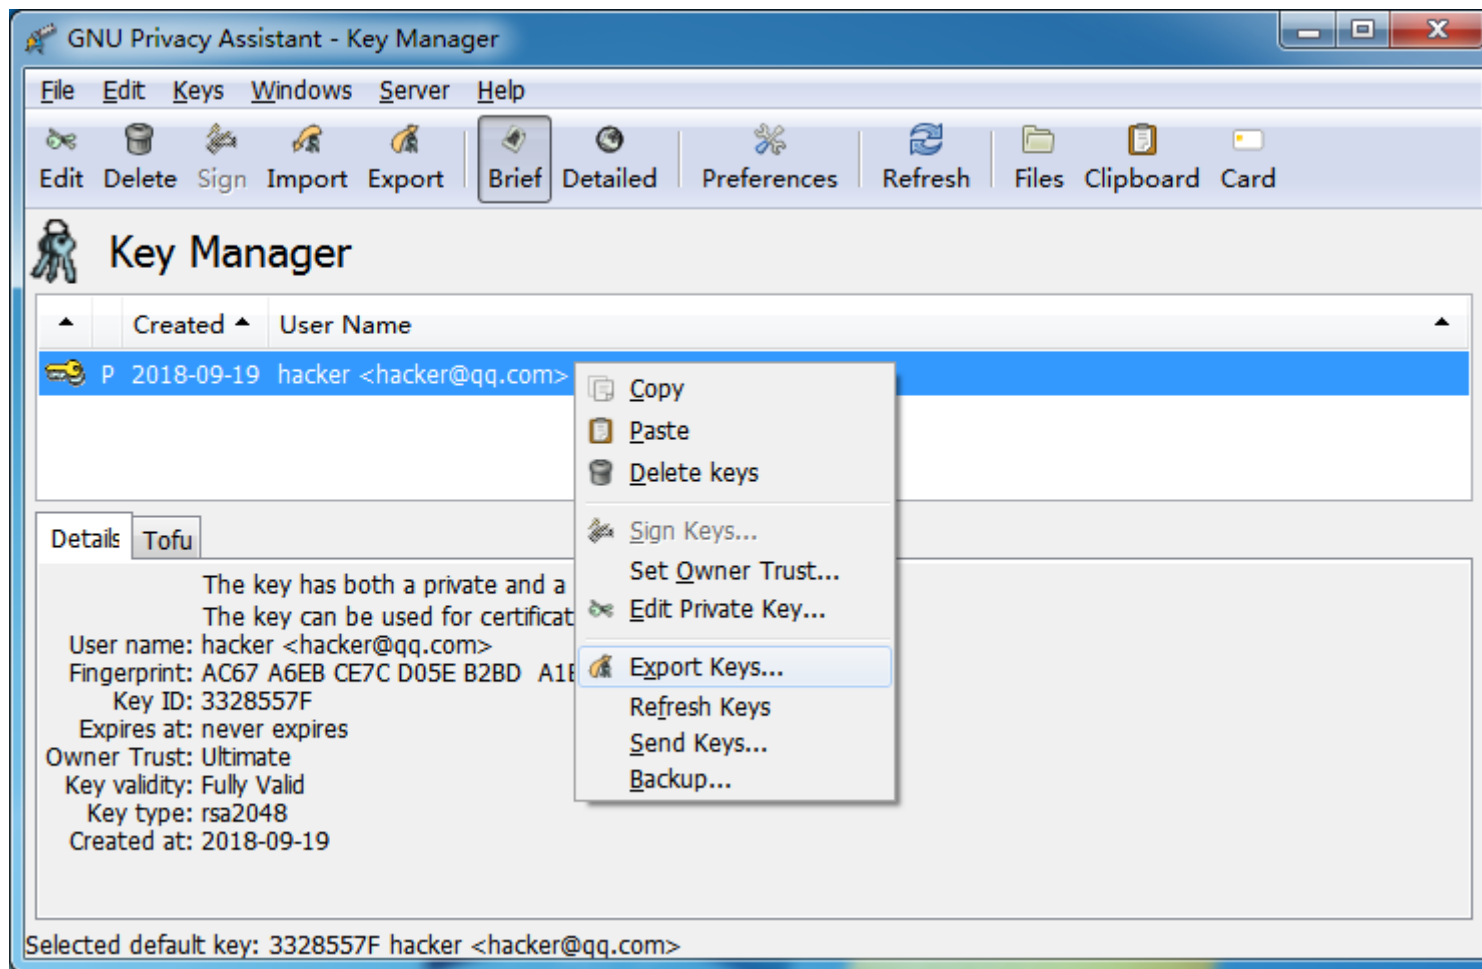 GNU Privacy Assistant - Key Manager
File Edit Keys Windows Server Help
Edit Delete Sign Import Export Brief Detailed Preferences Refresh Files Clipboard Card
Key Manager
Created User Name
P 2018-09-19 hacker <hacker@qq.com>
Copy
Paste
Delete keys
Sign Keys...
Set Owner Trust...
Edit Private Key...
Export Keys...
Refresh Keys
Send Keys...
Backup...
Details Tofu
The key has both a private and a
The key can be used for certificat
User name: hacker <hacker@qq.com>
Fingerprint: AC67 A6EB CE7C D05E B2BD
Key ID: 3328557F
Expires at: never expires
Owner Trust: Ultimate
Key validity: Fully Valid
Key type: rsa2048
Created at: 2018-09-19
Selected default key: 3328557F hacker <hacker@qq.com>